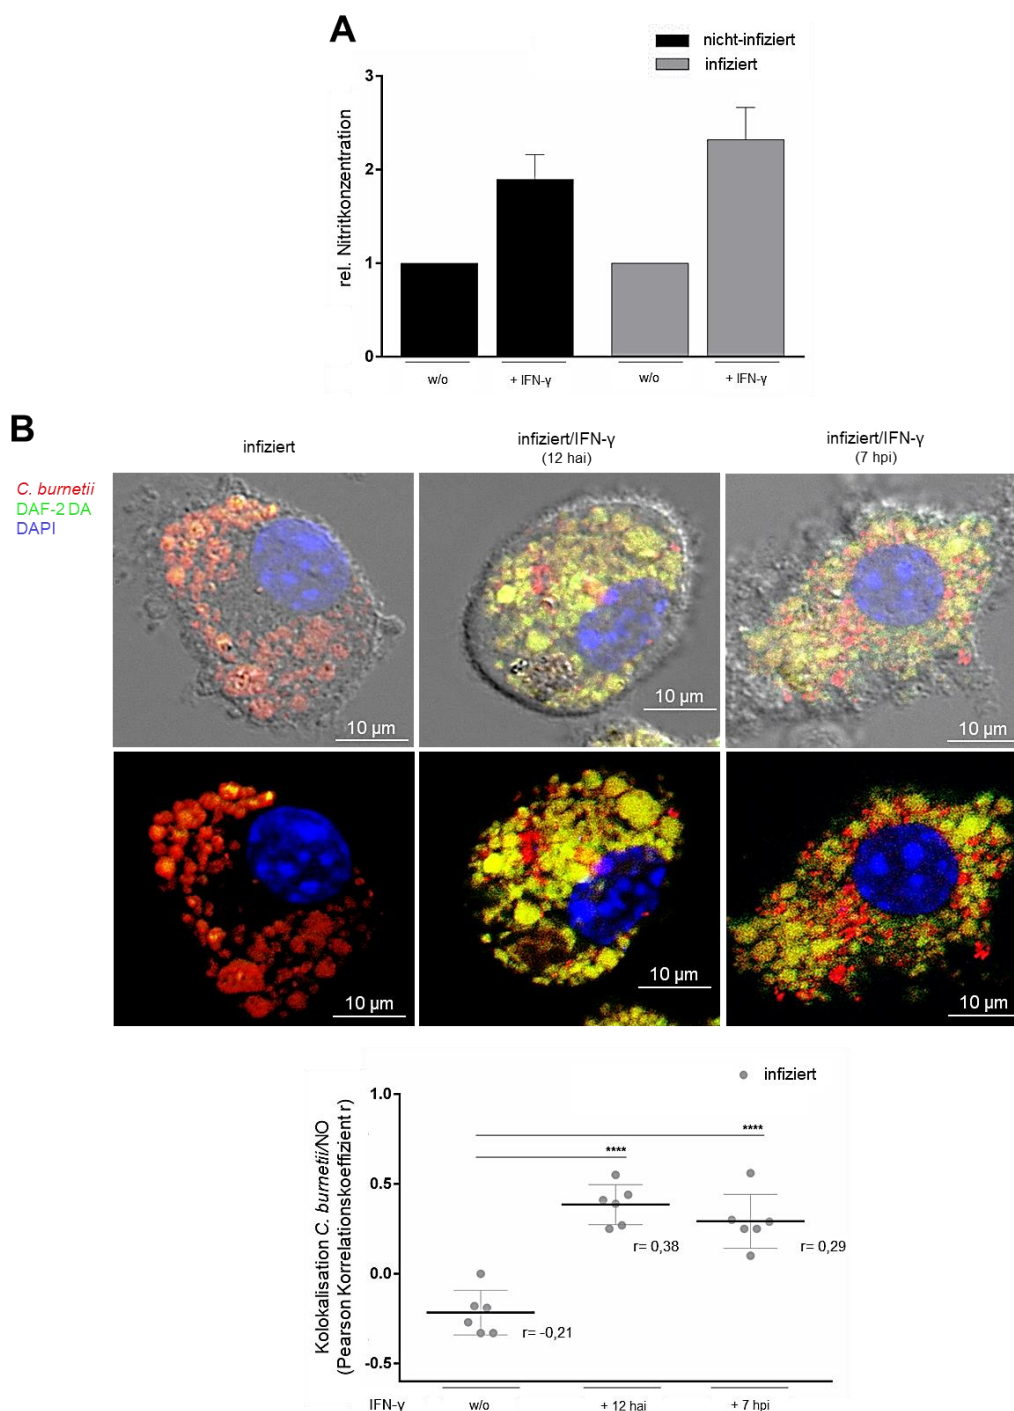 A
nicht-infiziert
infiziert
rel. Nitritkonzentration
3
2
1
0
w/o
+ IFN-γ
w/o
+ IFN-γ
B
infiziert
infiziert/IFN-γ
(12 hai)
infiziert/IFN-γ
(7 hpi)
C. burnetii
DAF-2 DA
DAPI
10 µm
10 µm
10 µm
10 µm
10 µm
10 µm
infiziert
Kolokalisation C. burnetii/NO
(Pearson Korrelationskoeffizient r)
1.0
0.5
0.0
-0.5
****
****
r= -0,21
r= 0,38
r= 0,29
IFN-γ
w/o
+ 12 hai
+ 7 hpi